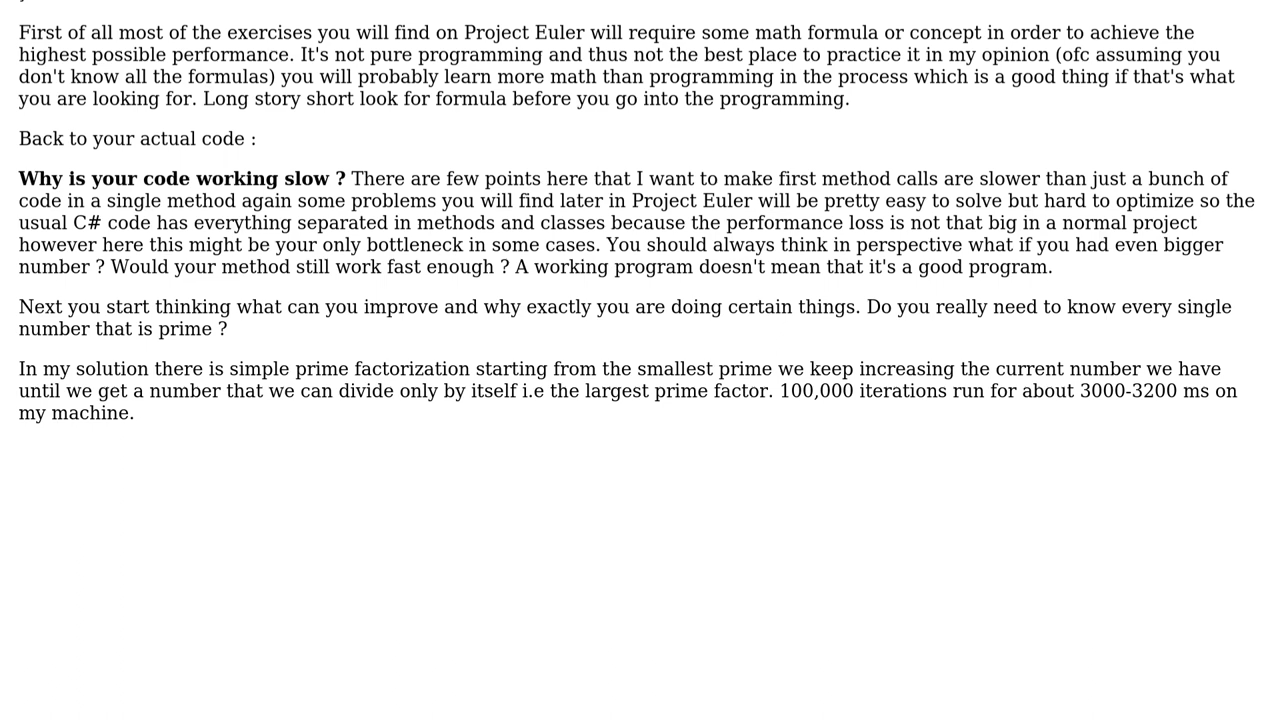 First of all most of the exercises you will find on Project Euler will require some math formula or concept in order to achieve the
highest possible performance. It's not pure programming and thus not the best place to practice it in my opinion (ofc assuming you
don't know all the formulas) you will probably learn more math than programming in the process which is a good thing if that's what
you are looking for. Long story short look for formula before you go into the programming.
Back to your actual code :
Why is your code working slow ? There are few points here that I want to make first method calls are slower than just a bunch of
code in a single method again some problems you will find later in Project Euler will be pretty easy to solve but hard to optimize so the
usual C# code has everything separated in methods and classes because the performance loss is not that big in a normal project
however here this might be your only bottleneck in some cases. You should always think in perspective what if you had even bigger
number ? Would your method still work fast enough ? A working program doesn't mean that it's a good program.
Next you start thinking what can you improve and why exactly you are doing certain things. Do you really need to know every single
number that is prime ?
In my solution there is simple prime factorization starting from the smallest prime we keep increasing the current number we have
until we get a number that we can divide only by itself i.e the largest prime factor. 100,000 iterations run for about 3000-3200 ms on
my machine.